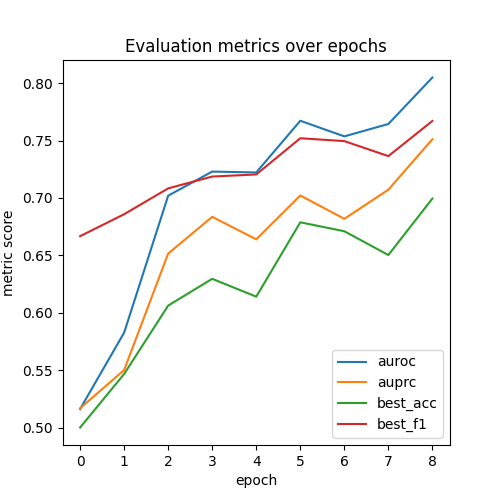 Evaluation metrics over epochs
metric score
0.80
0.75
0.70
0.65
0.60
0.55
0.50
0 1 2 3 4 5 6 7 8
epoch
auroc
auprc
best_acc
best_f1